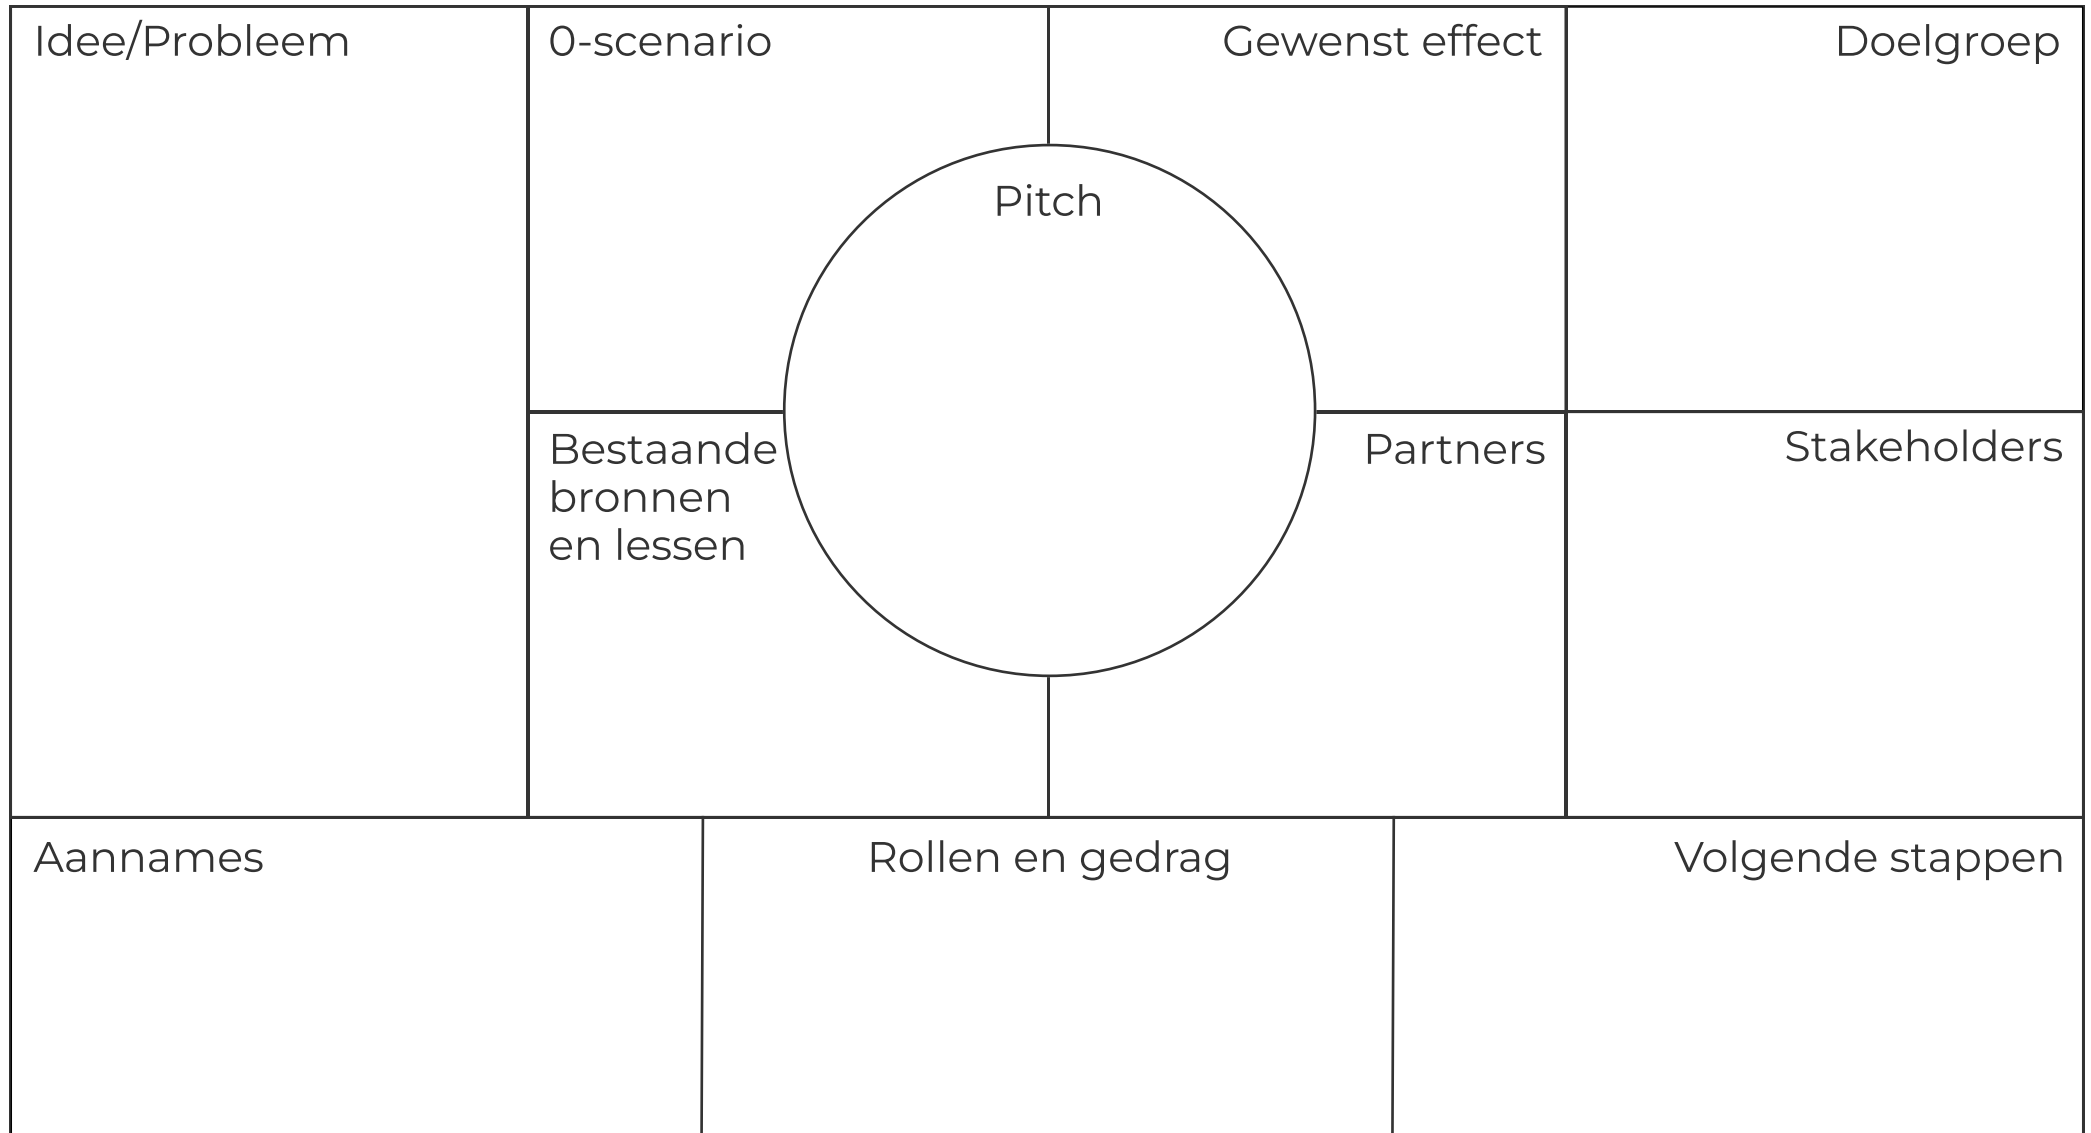 Idee/Probleem
0-scenario
Gewenst effect
Doelgroep
Pitch
Bestaande
bronnen
en lessen
Partners
Stakeholders
Aannames
Rollen en gedrag
Volgende stappen